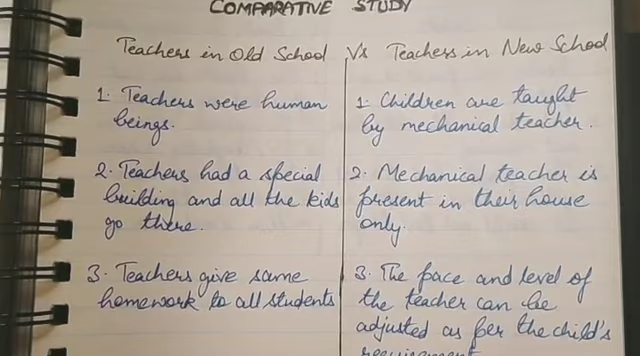 COMPARATIVE STUDY
Teachers in Old School Vs Teachers in New School
1. Teachers were human
beings.
2. Teachers had a special
building and all the kids
go there.
3. Teachers give same
homework to all students
1. Children are taught
by mechanical teacher.
2. Mechanical teacher is
present in their house
only.
3. The pace and level of
the teacher can be
adjusted as per the child's
requirement